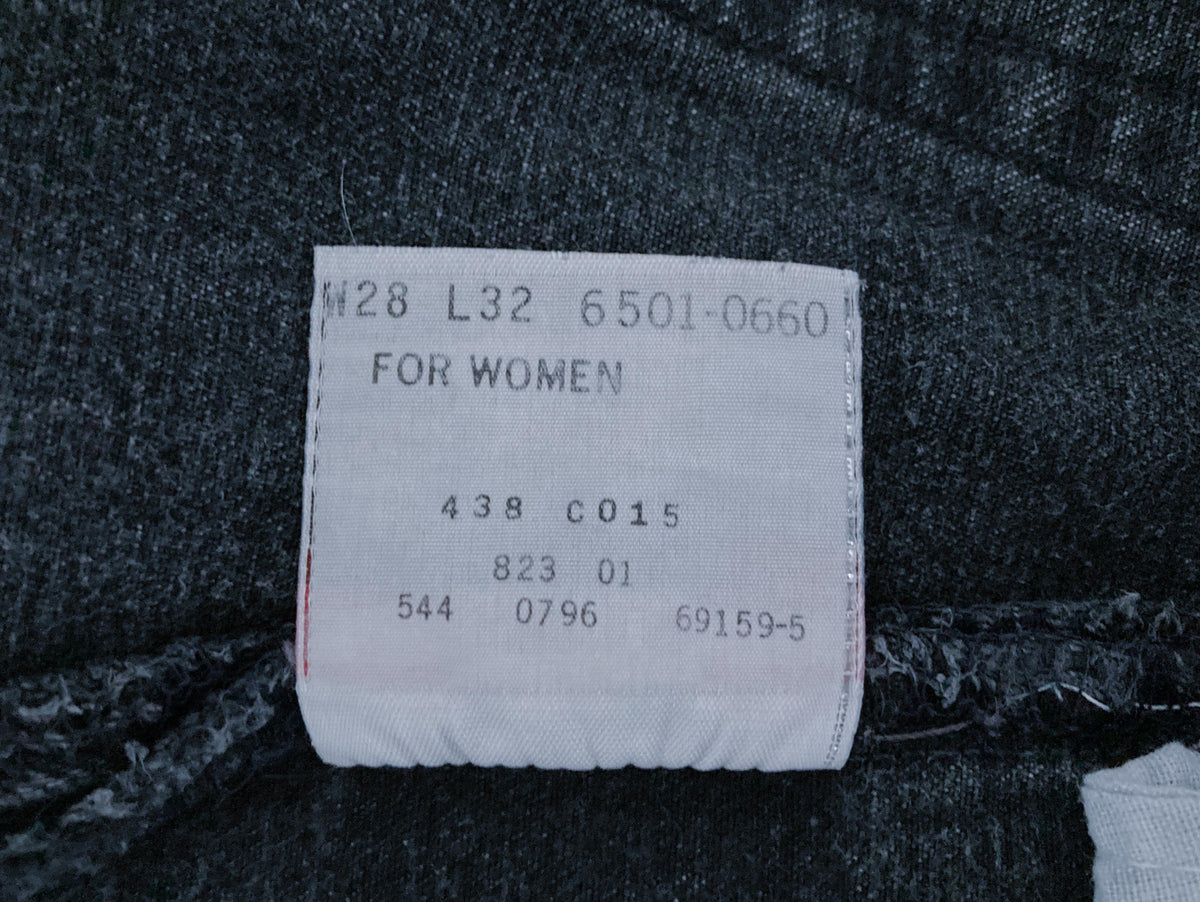 W28 L32 6501-0660
FOR WOMEN
438 C015
823 01
544 0796 69159-5